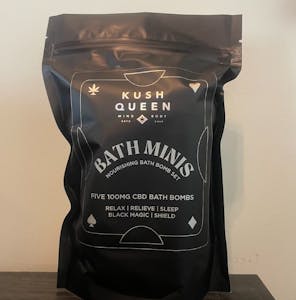 KUSH
QUEEN
MIND BODY
BATH MINIS
NOURISHING BATH BOMB SET
FIVE 100MG CBD BATH BOMBS
RELAX | RELIEVE | SLEEP
BLACK MAGIC | SHIELD